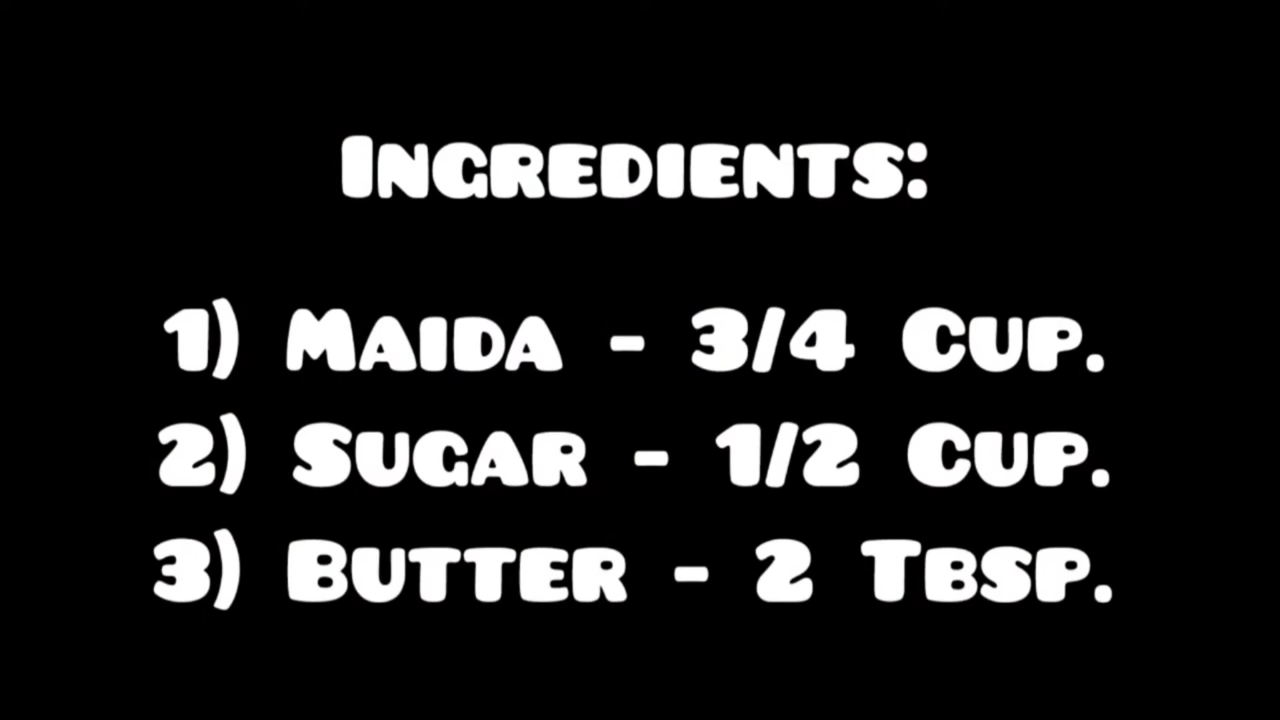 Ingredients:
1) Maida - 3/4 Cup.
2) Sugar - 1/2 Cup.
3) Butter - 2 Tbsp.